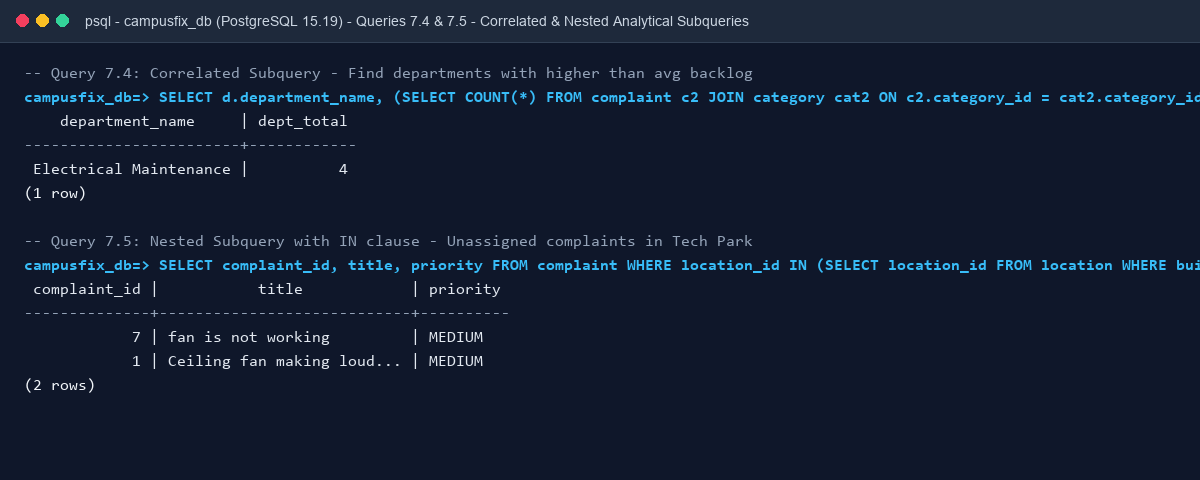 psql - campusfix_db (PostgreSQL 15.19) - Queries 7.4 & 7.5 - Correlated & Nested Analytical Subqueries
-- Query 7.4: Correlated Subquery - Find departments with higher than avg backlog
campusfix_db=> SELECT d.department_name, (SELECT COUNT(*) FROM complaint c2 JOIN category cat2 ON c2.category_id = cat2.category_id
    department_name     | dept_total
------------------------+------------
 Electrical Maintenance |          4
(1 row)
-- Query 7.5: Nested Subquery with IN clause - Unassigned complaints in Tech Park
campusfix_db=> SELECT complaint_id, title, priority FROM complaint WHERE location_id IN (SELECT location_id FROM location WHERE bui
 complaint_id |           title            | priority
--------------+----------------------------+----------
            7 | fan is not working         | MEDIUM
            1 | Ceiling fan making loud... | MEDIUM
(2 rows)